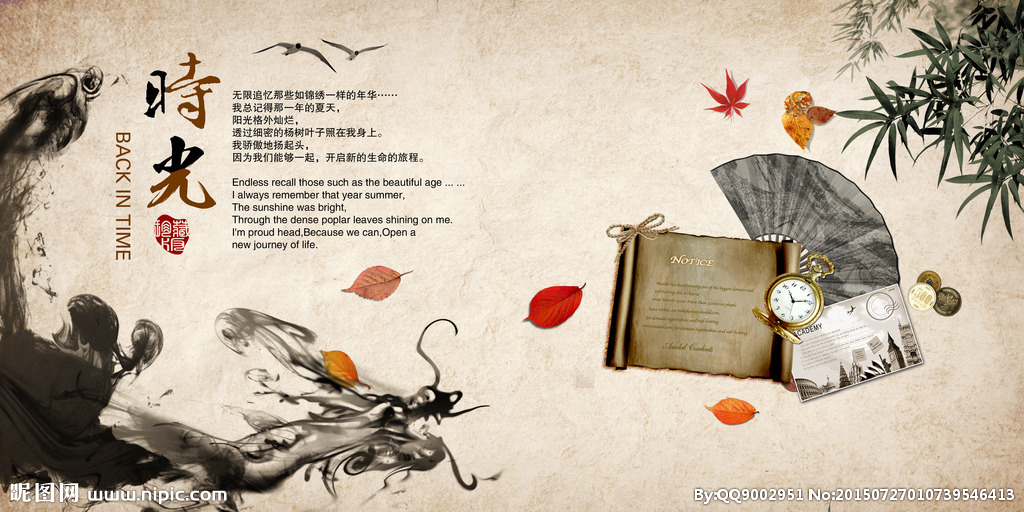 時光
BACK IN TIME
珍藏
无限追忆那些如锦绣一样的年华……
我总记得那一年的夏天，
阳光格外灿烂，
透过细密的杨树叶子照在我身上。
我骄傲地扬起头，
因为我们能够一起，开启新的生命的旅程。
Endless recall those such as the beautiful age ... ...
I always remember that year summer,
The sunshine was bright,
Through the dense poplar leaves shining on me.
I'm proud head,Because we can,Open a
new journey of life.
NOTICE
CADEMY
昵图网 www.nipic.com
By:QQ9002951 No:20150727010739546413